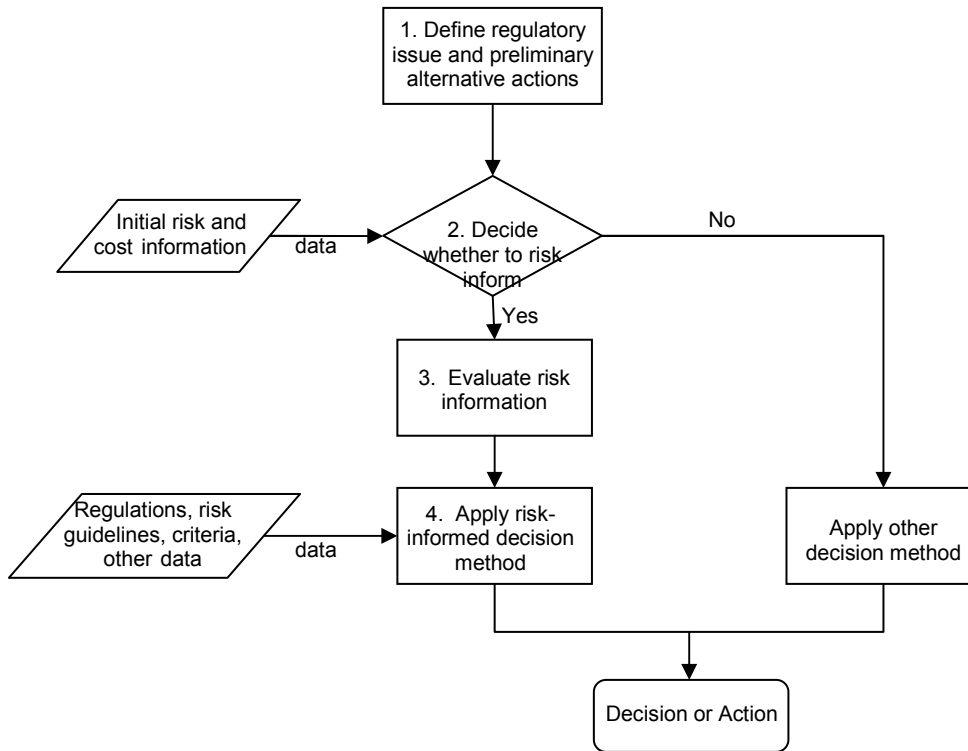 1. Define regulatory
issue and preliminary
alternative actions
Initial risk and
cost information
data
2. Decide
whether to risk
inform
No
Yes
3. Evaluate risk
information
Regulations, risk
guidelines, criteria,
other data
data
4. Apply risk-
informed decision
method
Apply other
decision method
Decision or Action